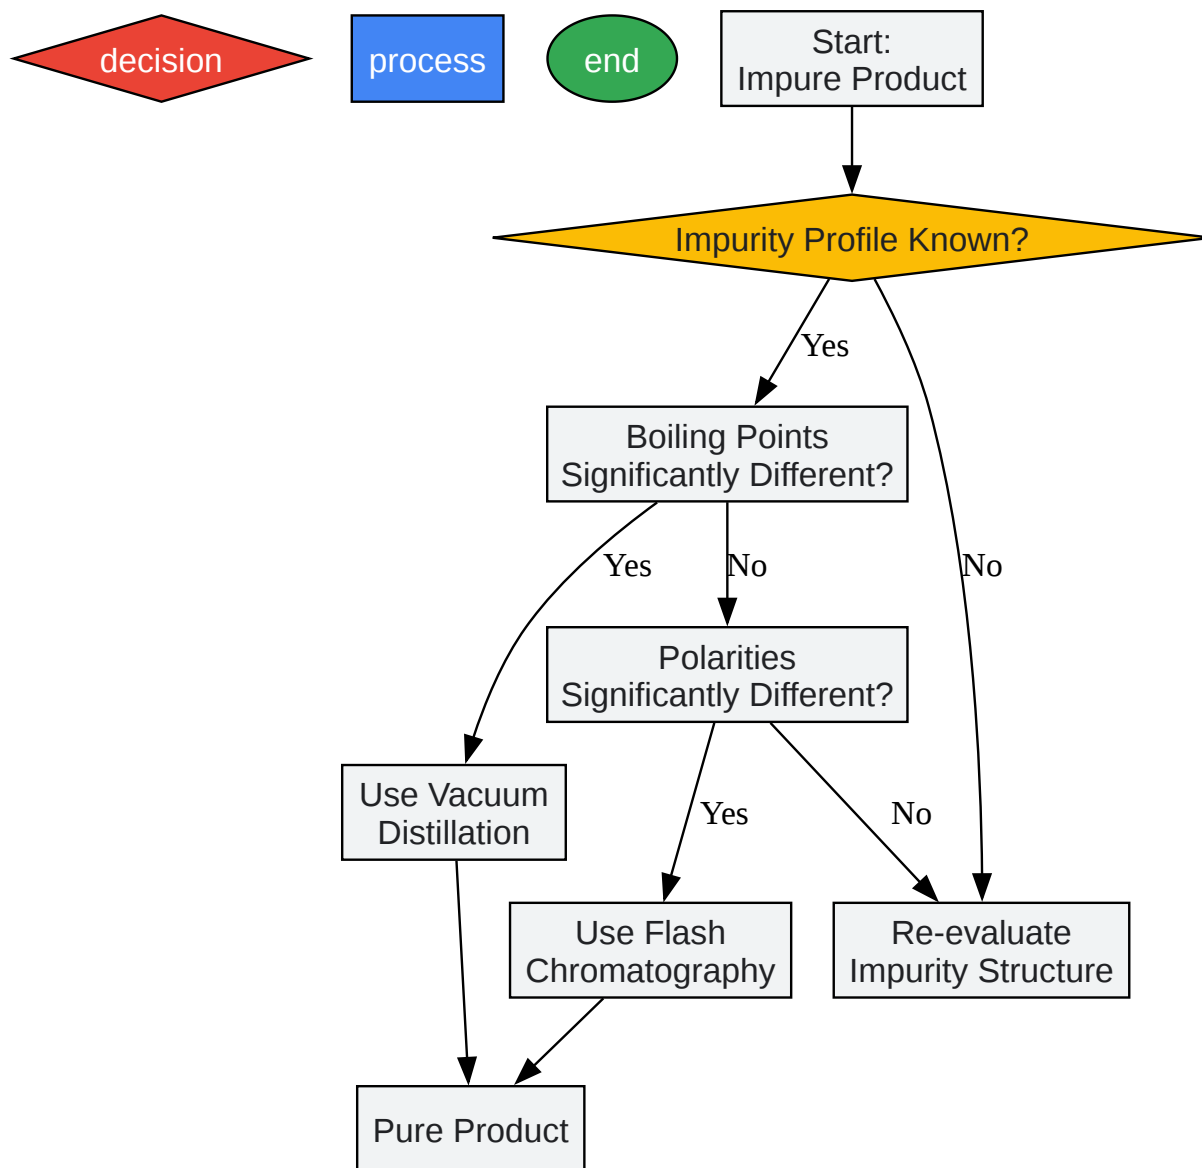 decision
process
end
Start:
Impure Product
Impurity Profile Known?
Yes
Boiling Points
Significantly Different?
Yes
No
No
Polarities
Significantly Different?
Use Vacuum
Distillation
Yes
No
Use Flash
Chromatography
Re-evaluate
Impurity Structure
Pure Product